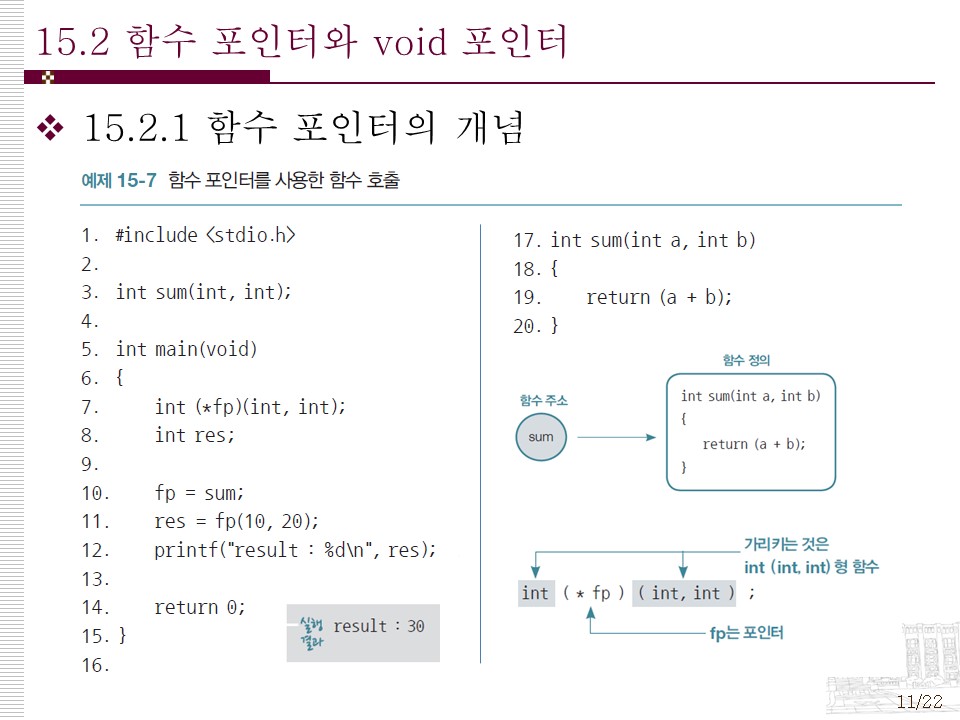 15.2 함수 포인터와 void 포인터
❖ 15.2.1 함수 포인터의 개념
예제 15-7 함수 포인터를 사용한 함수 호출
1. #include <stdio.h>
2.
3. int sum(int, int);
4.
5. int main(void)
6. {
7. int (*fp)(int, int);
8. int res;
9.
10. fp = sum;
11. res = fp(10, 20);
12. printf("result : %d\n", res);
13.
14. return 0;
15. }
16.
실행
결과
result : 30
17. int sum(int a, int b)
18. {
19. return (a + b);
20. }
함수 정의
함수 주소
sum
int sum(int a, int b)
{
return (a + b);
}
가리키는 것은
int (int, int) 형 함수
int ( * fp ) ( int, int ) ;
fp는 포인터
11/22